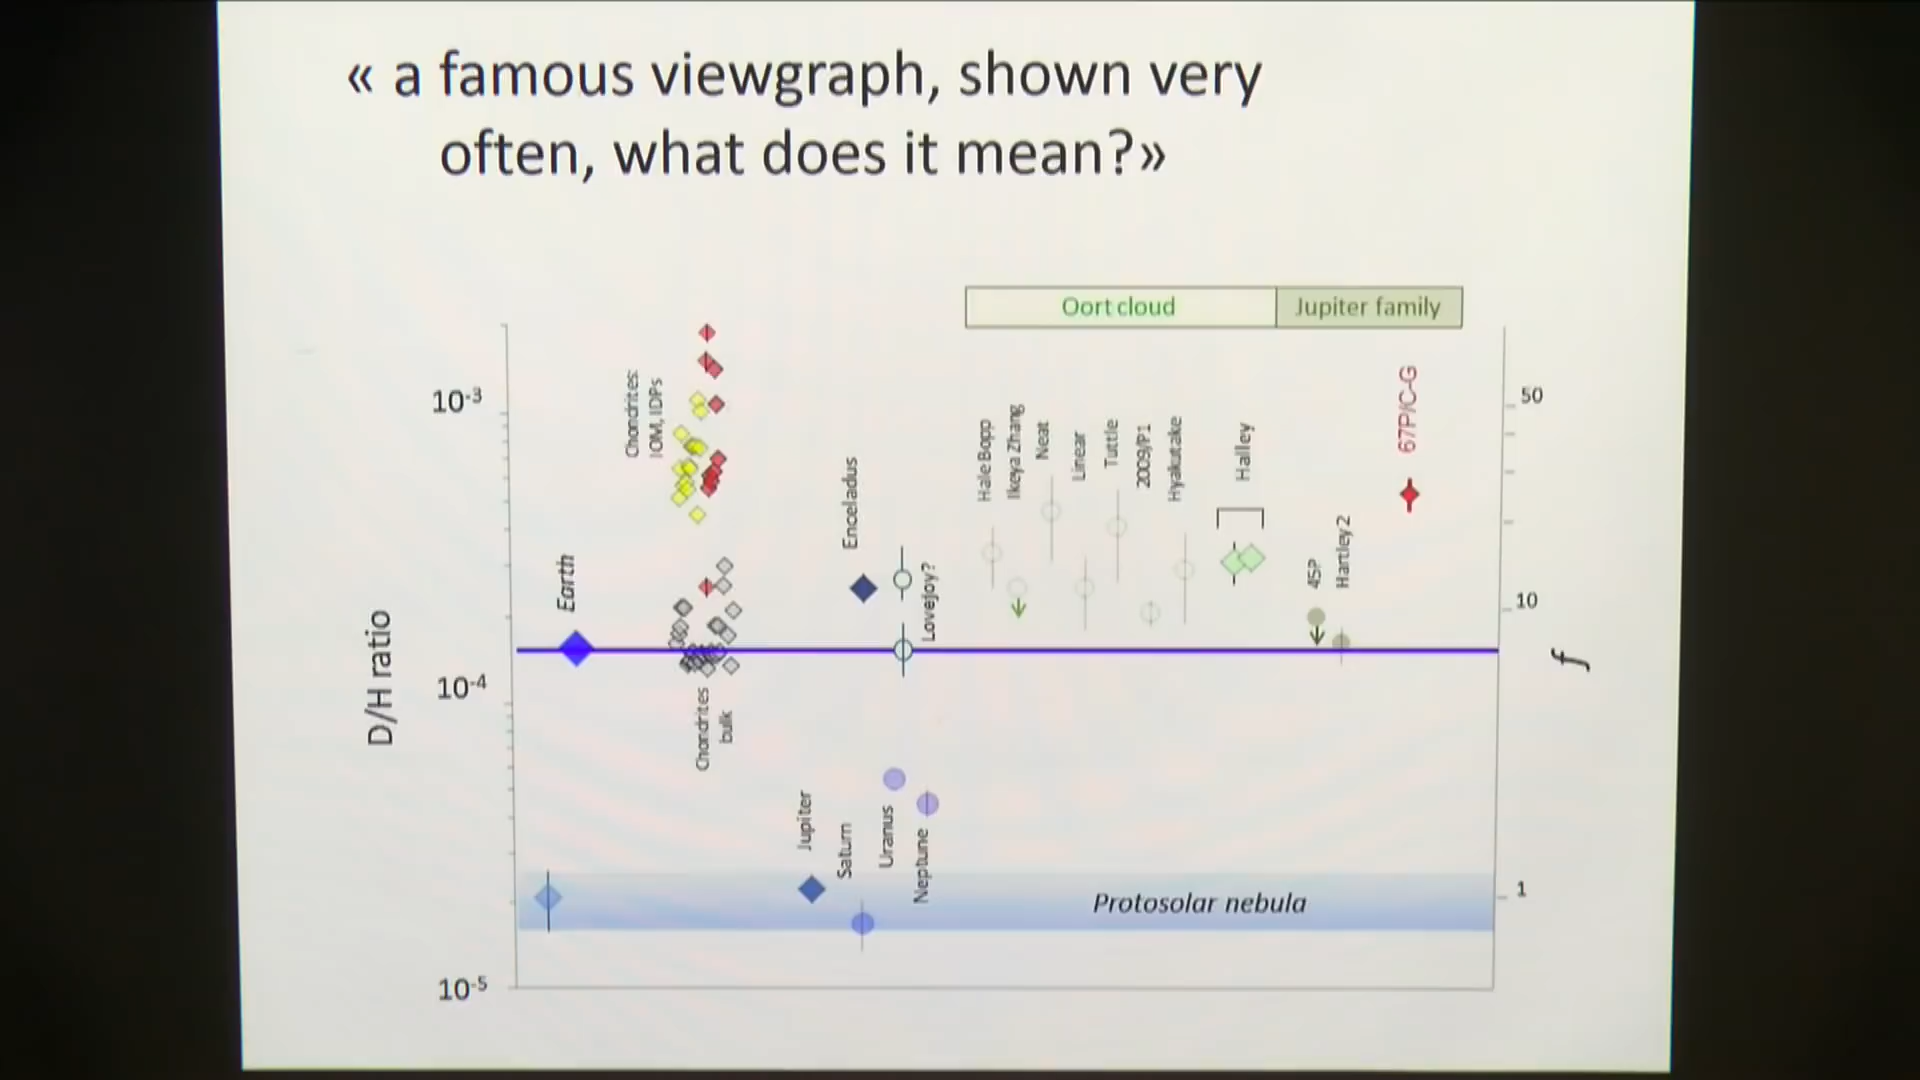 « a famous viewgraph, shown very
often, what does it mean?»
Oort cloud
Jupiter family
D/H ratio
10⁻³
10⁻⁴
10⁻⁵
Earth
Chondrites:
IOM, IDPs
Chondrites
bulk
Jupiter
Saturn
Enceladus
Uranus
Neptune
Lovejoy?
Hale Bopp
Ikeya Zhang
Neat
Linear
Tuttle
2009/P1
Hyakutake
Halley
45P
Hartley 2
67P/C-G
Protosolar nebula
50
10
1
f